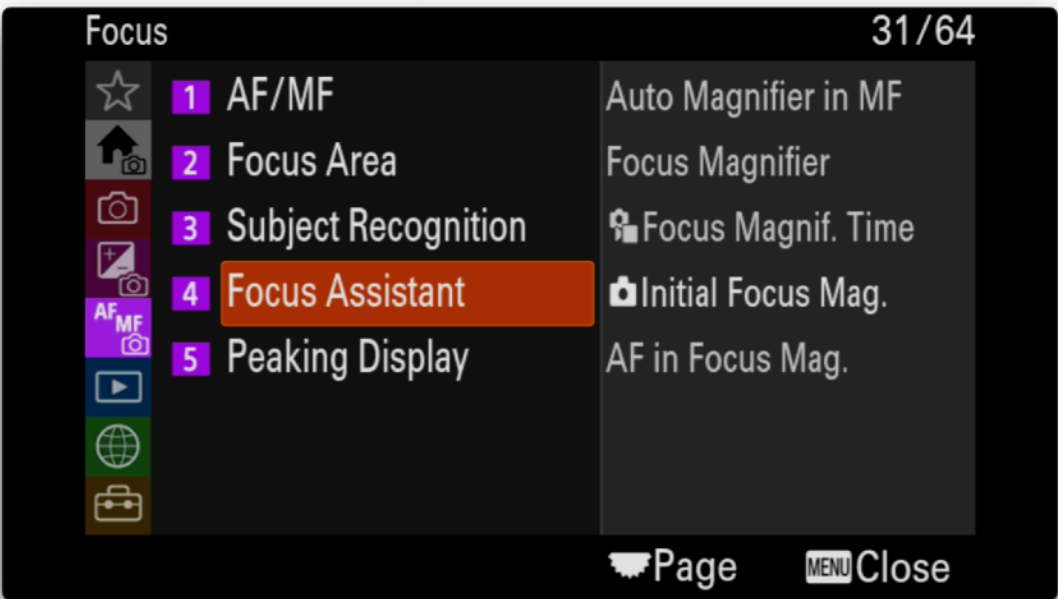 Focus 31/64
1 AF/MF
2 Focus Area
3 Subject Recognition
4 Focus Assistant
5 Peaking Display
AF MF
Auto Magnifier in MF
Focus Magnifier
Focus Magnif. Time
Initial Focus Mag.
AF in Focus Mag.
Page MENU Close